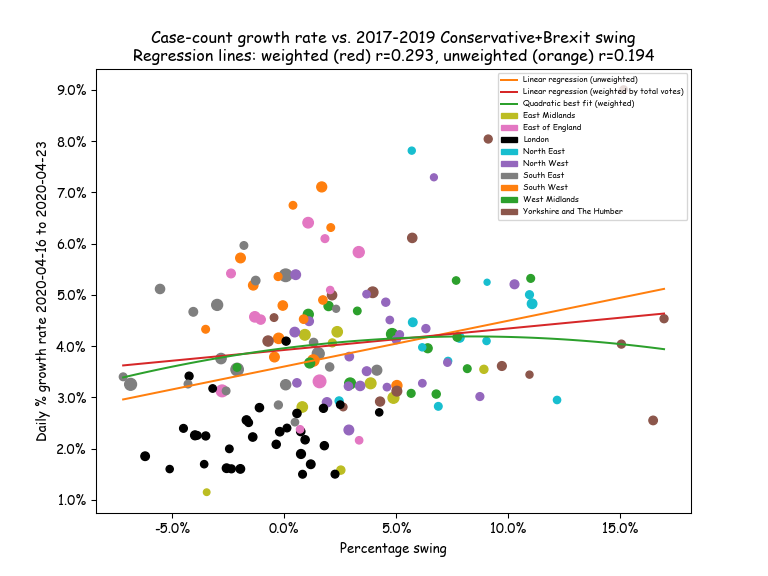 Case-count growth rate vs. 2017-2019 Conservative+Brexit swing
Regression lines: weighted (red) r=0.293, unweighted (orange) r=0.194
Daily % growth rate 2020-04-16 to 2020-04-23
9.0%
8.0%
7.0%
6.0%
5.0%
4.0%
3.0%
2.0%
1.0%
Linear regression (unweighted)
Linear regression (weighted by total votes)
Quadratic best fit (weighted)
East Midlands
East of England
London
North East
North West
South East
South West
West Midlands
Yorkshire and The Humber
-5.0% 0.0% 5.0% 10.0% 15.0%
Percentage swing